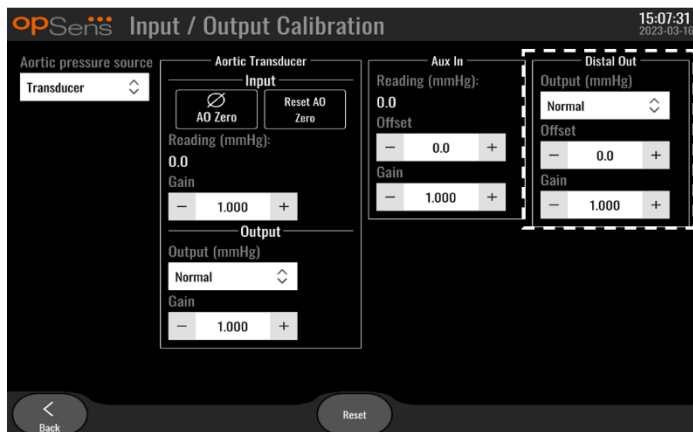 opSens Input / Output Calibration
15:07:31
2023-03-16
Aortic pressure source
Transducer
Aortic Transducer
Input
AO Zero
Reset AO
Zero
Reading (mmHg):
0.0
Gain
− 1.000 +
Output
Output (mmHg)
Normal
Gain
− 1.000 +
Aux In
Reading (mmHg):
0.0
Offset
− 0.0 +
Gain
− 1.000 +
Distal Out
Output (mmHg)
Normal
Offset
− 0.0 +
Gain
− 1.000 +
Back
Reset